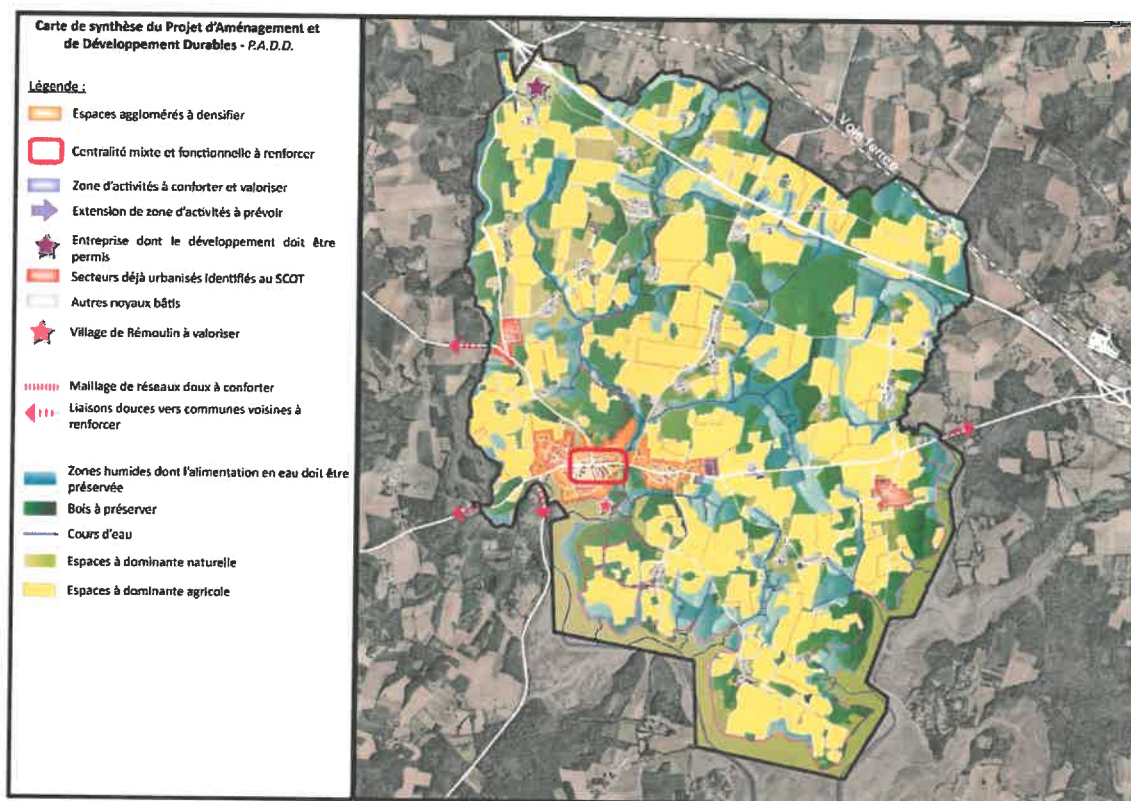 Carte de synthèse du Projet d'Aménagement et
de Développement Durables - P.A.D.D.
Légende :
Espaces agglomérés à densifier
Centralité mixte et fonctionnelle à renforcer
Zone d'activités à conforter et valoriser
Extension de zone d'activités à prévoir
Entreprise dont le développement doit être
permis
Secteurs déjà urbanisés identifiés au SCOT
Autres noyaux bâtis
Village de Rémoulin à valoriser
Maillage de réseaux doux à conforter
Liaisons douces vers communes voisines à
renforcer
Zones humides dont l'alimentation en eau doit être
préservée
Bois à préserver
Cours d'eau
Espaces à dominante naturelle
Espaces à dominante agricole
Voie ferrée